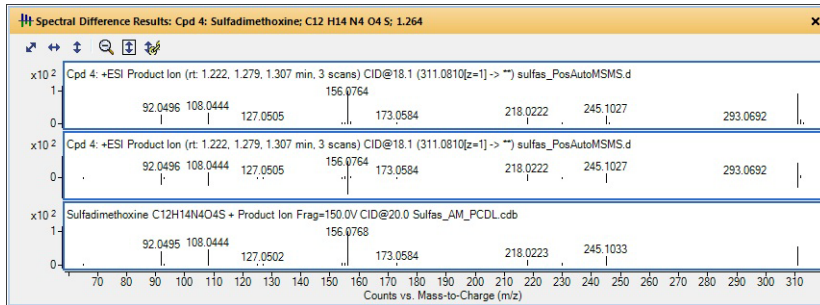 Spectral Difference Results: Cpd 4: Sulfadimethoxine; C12 H14 N4 O4 S; 1.264
x10 2 Cpd 4: +ESI Product Ion (rt: 1.222, 1.279, 1.307 min, 3 scans) CID@18.1 (311.0810[z=1] -> **) sulfas_PosAutoMSMS.d
1
156.0764
92.0496 108.0444 127.0505 173.0584 218.0222 245.1027 293.0692
0
x10 2 Cpd 4: +ESI Product Ion (rt: 1.222, 1.279, 1.307 min, 3 scans) CID@18.1 (311.0810[z=1] -> **) sulfas_PosAutoMSMS.d
92.0496 108.0444 127.0505 156.0764 173.0584 218.0222 245.1027 293.0692
0
x10 2 Sulfadimethoxine C12H14N4O4S + Product Ion Frag=150.0V CID@20.0 Sulfas_AM_PCDL.cdb
1
156.0768
92.0495 108.0444 127.0502 173.0584 218.0223 245.1033
0
70 80 90 100 110 120 130 140 150 160 170 180 190 200 210 220 230 240 250 260 270 280 290 300 310
Counts vs. Mass-to-Charge (m/z)